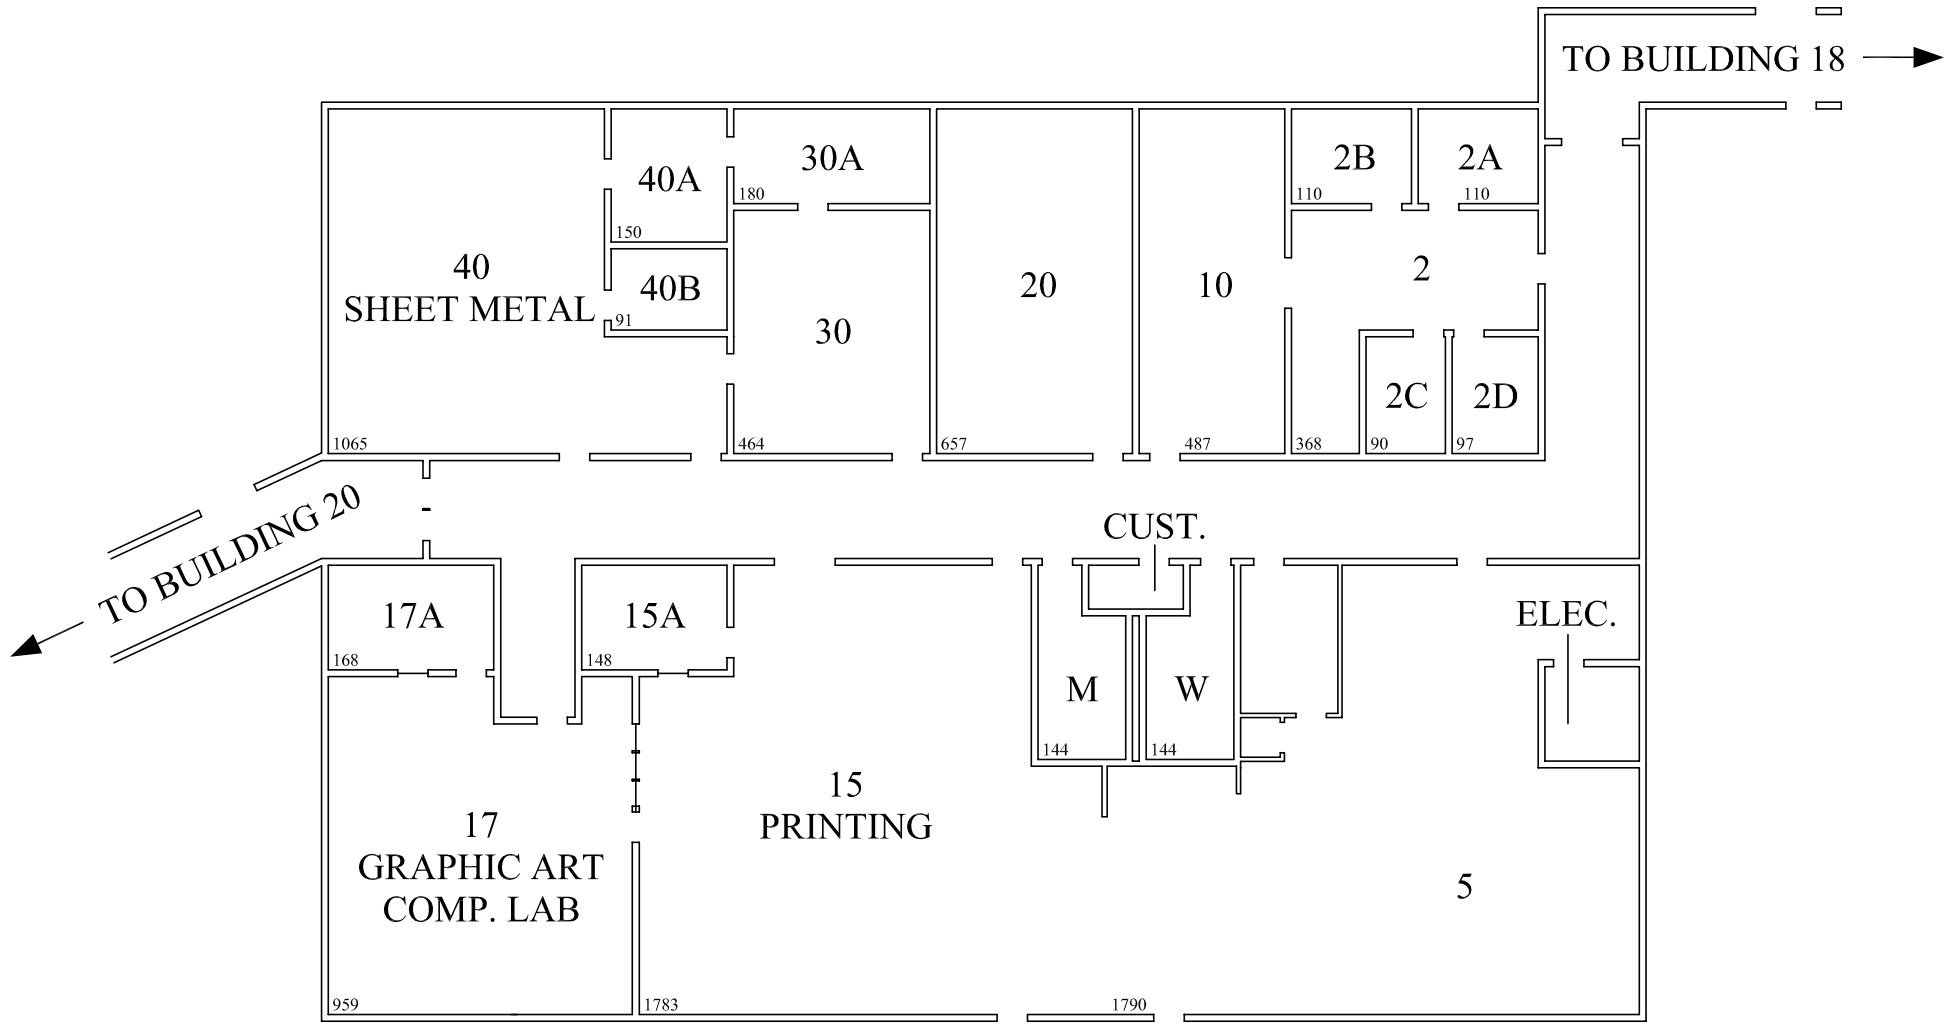 TO BUILDING 18
2B
2A
30A
40A
180
110
110
150
40
SHEET METAL
40B
91
30
20
10
2
2C
2D
1065
464
657
487
368
90
97
TO BUILDING 20
CUST.
17A
15A
ELEC.
168
148
M
W
144
144
15
PRINTING
17
GRAPHIC ART
COMP. LAB
5
959
1783
1790